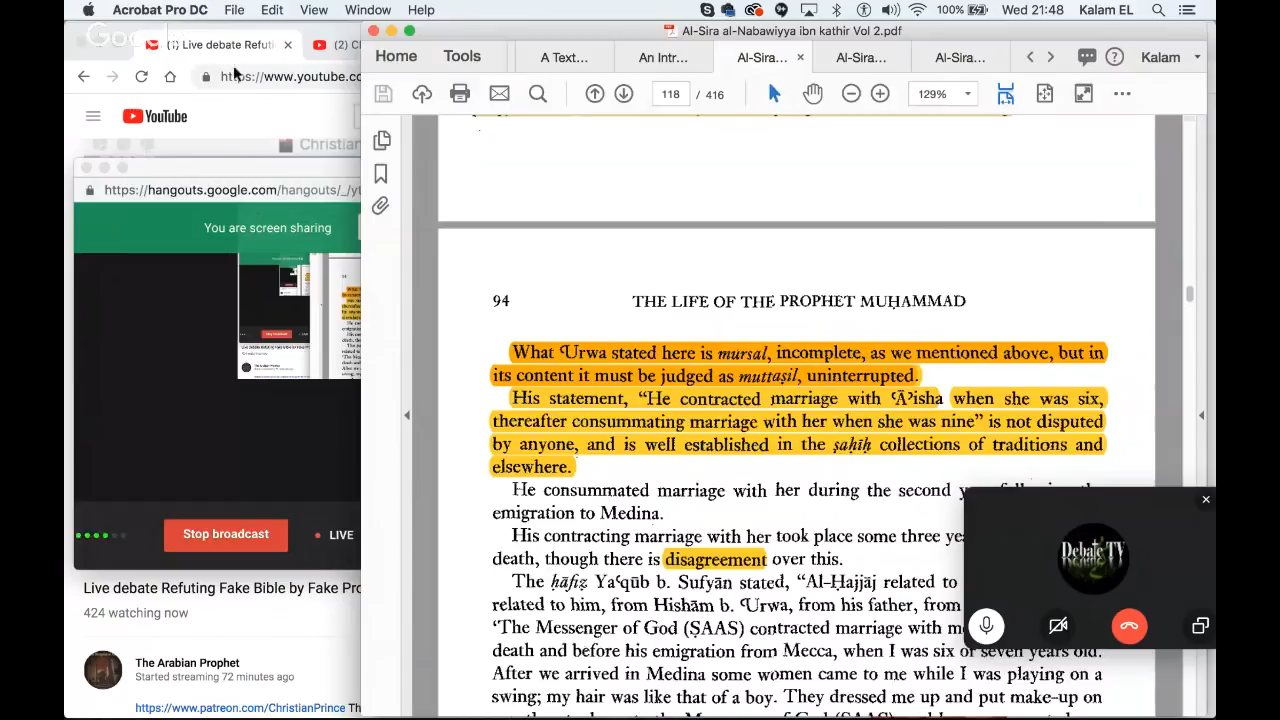 Acrobat Pro DC File Edit View Window Help 100% Wed 21:48 Kalam EL
Al-Sira al-Nabawiyya ibn kathir Vol 2.pdf
(1) Live debate Refuti
Home Tools A Text... An Intr... Al-Sira... Al-Sira... Al-Sira... Kalam
https://www.youtube.co
118 / 416 129%
YouTube
Christian
https://hangouts.google.com/hangouts/_/yt
You are screen sharing
94 THE LIFE OF THE PROPHET MUḤAMMAD
What ʿUrwa stated here is mursal, incomplete, as we mentioned above, but in
its content it must be judged as muttaṣil, uninterrupted.
His statement, “He contracted marriage with ʿĀʾisha when she was six,
thereafter consummating marriage with her when she was nine” is not disputed
by anyone, and is well established in the ṣaḥīḥ collections of traditions and
elsewhere.
He consummated marriage with her during the second
emigration to Medina.
His contracting marriage with her took place some three
death, though there is disagreement over this.
The ḥāfiẓ Yaʿqūb b. Sufyān stated, “Al-Ḥajjāj related to
related to him, from Hishām b. ʿUrwa, from his father, from
‘The Messenger of God (ṢAAS) contracted marriage with
death and before his emigration from Mecca, when I was six or seven years old.
After we arrived in Medina some women came to me while I was playing on a
swing; my hair was like that of a boy. They dressed me up and put make-up on
Stop broadcast
LIVE
Live debate Refuting Fake Bible by Fake Pro
424 watching now
The Arabian Prophet
Started streaming 72 minutes ago
https://www.patreon.com/ChristianPrince Th
Debate TV